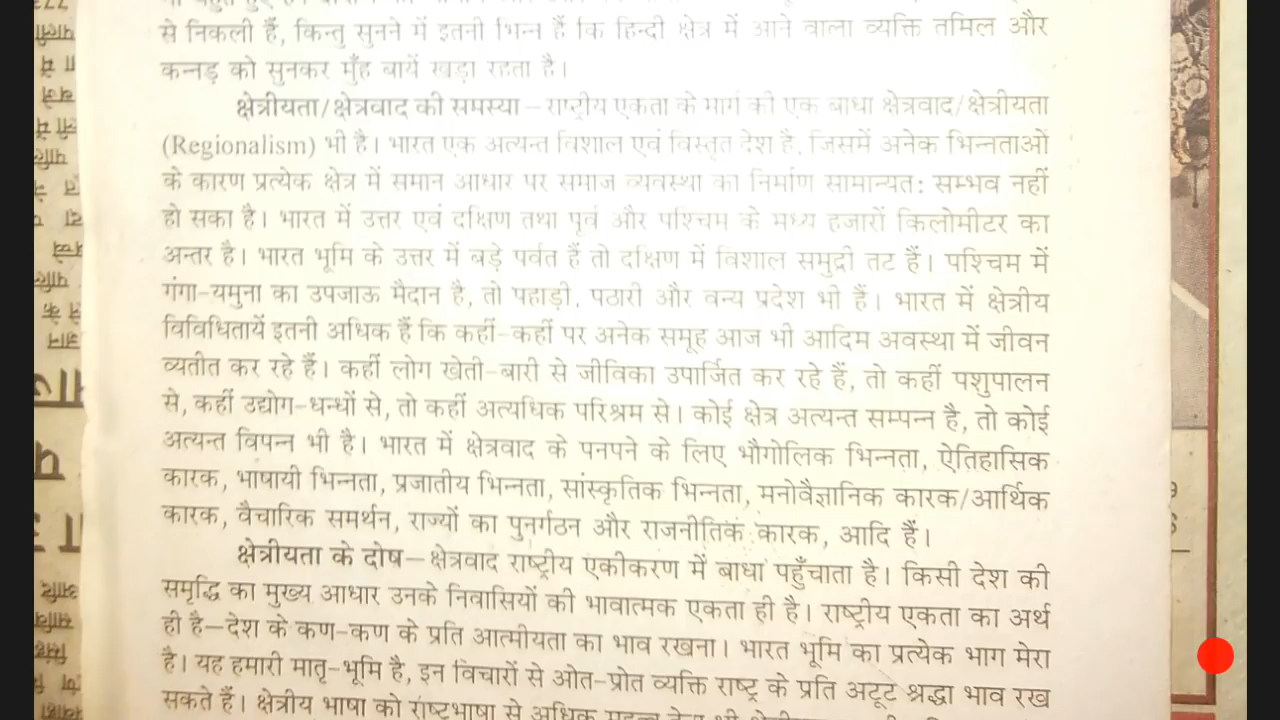 से निकली हैं, किन्तु सुनने में इतनी भिन्न हैं कि हिन्दी क्षेत्र में आने वाला व्यक्ति तमिल और
कन्नड़ को सुनकर मुँह बायें खड़ा रहता है।
क्षेत्रीयता/क्षेत्रवाद की समस्या–राष्ट्रीय एकता के मार्ग की एक बाधा क्षेत्रवाद/क्षेत्रीयता
(Regionalism) भी है। भारत एक अत्यन्त विशाल एवं विस्तृत देश है, जिसमें अनेक भिन्नताओं
के कारण प्रत्येक क्षेत्र में समान आधार पर समाज व्यवस्था का निर्माण सामान्यत: सम्भव नहीं
हो सका है। भारत में उत्तर एवं दक्षिण तथा पूर्व और पश्चिम के मध्य हजारों किलोमीटर का
अन्तर है। भारत भूमि के उत्तर में बड़े पर्वत हैं तो दक्षिण में विशाल समुद्री तट हैं। पश्चिम में
गंगा-यमुना का उपजाऊ मैदान है, तो पहाड़ी, पठारी और वन्य प्रदेश भी हैं। भारत में क्षेत्रीय
विविधितायें इतनी अधिक हैं कि कहीं-कहीं पर अनेक समूह आज भी आदिम अवस्था में जीवन
व्यतीत कर रहे हैं। कहीं लोग खेती-बारी से जीविका उपार्जित कर रहे हैं, तो कहीं पशुपालन
से, कहीं उद्योग-धन्धों से, तो कहीं अत्यधिक परिश्रम से। कोई क्षेत्र अत्यन्त सम्पन्न है, तो कोई
अत्यन्त विपन्न भी है। भारत में क्षेत्रवाद के पनपने के लिए भौगोलिक भिन्नता, ऐतिहासिक
कारक, भाषायी भिन्नता, प्रजातीय भिन्नता, सांस्कृतिक भिन्नता, मनोवैज्ञानिक कारक/आर्थिक
कारक, वैचारिक समर्थन, राज्यों का पुनर्गठन और राजनीतिक कारक, आदि हैं।
क्षेत्रीयता के दोष–क्षेत्रवाद राष्ट्रीय एकीकरण में बाधा पहुँचाता है। किसी देश की
समृद्धि का मुख्य आधार उनके निवासियों की भावात्मक एकता ही है। राष्ट्रीय एकता का अर्थ
ही है–देश के कण-कण के प्रति आत्मीयता का भाव रखना। भारत भूमि का प्रत्येक भाग मेरा
है। यह हमारी मातृ-भूमि है, इन विचारों से ओत-प्रोत व्यक्ति राष्ट्र के प्रति अटूट श्रद्धा भाव रख
सकते हैं। क्षेत्रीय भाषा को राष्ट्रभाषा से अधिक